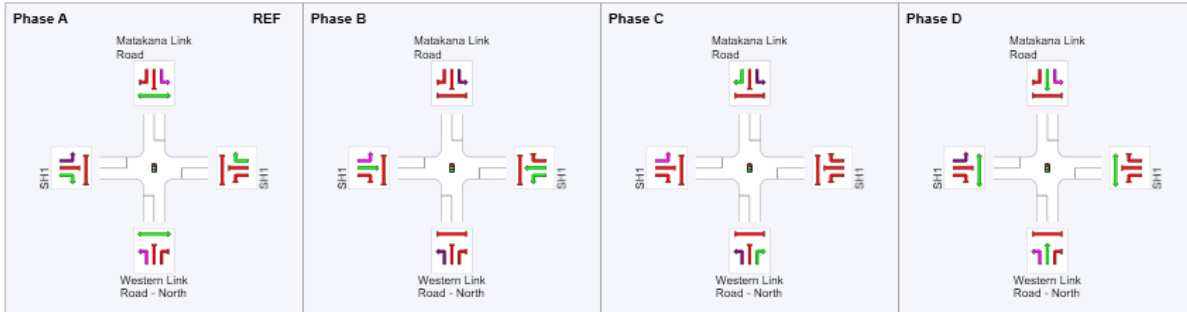 Phase A REF
Matakana Link
Road
SH1
SH1
Western Link
Road - North
Phase B
Matakana Link
Road
SH1
SH1
Western Link
Road - North
Phase C
Matakana Link
Road
SH1
SH1
Western Link
Road - North
Phase D
Matakana Link
Road
SH1
SH1
Western Link
Road - North